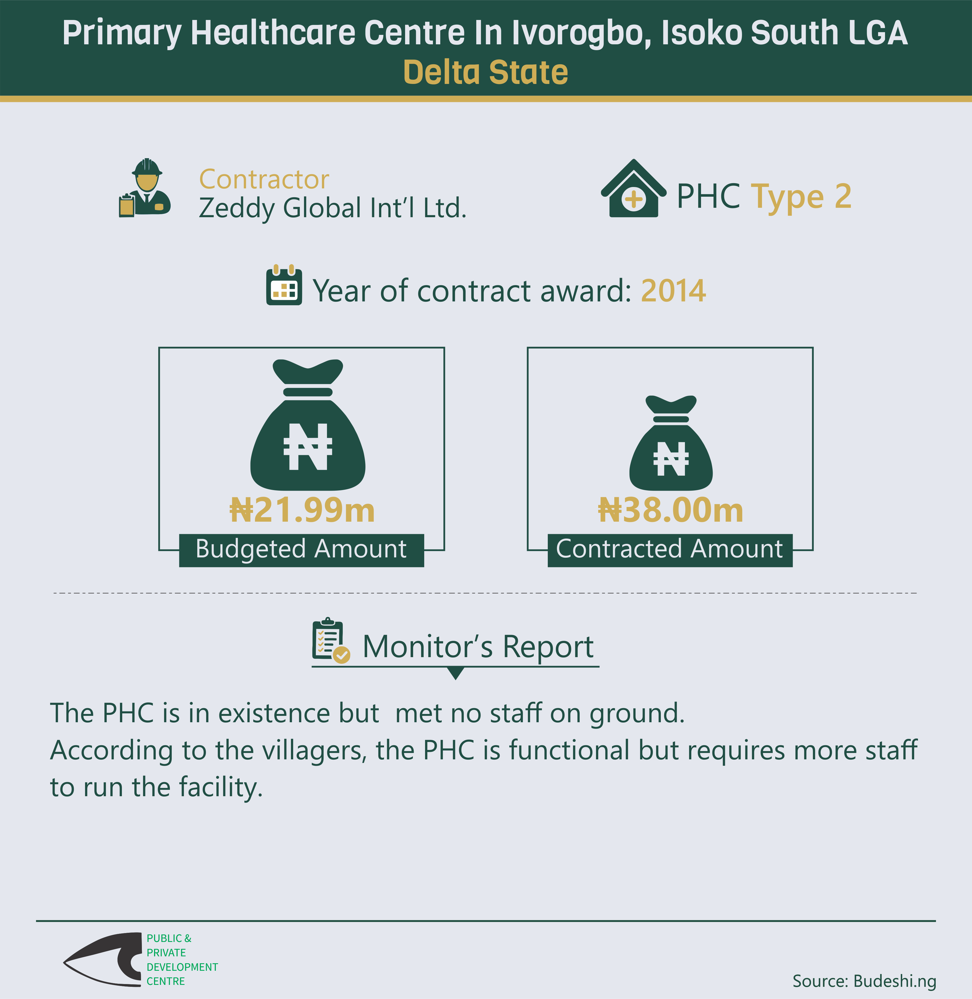 Primary Healthcare Centre In Ivorogbo, Isoko South LGA
Delta State
Contractor
Zeddy Global Int‘l Ltd.
PHC Type 2
Year of contract award: 2014
₦
₦21.99m
Budgeted Amount
₦
₦38.00m
Contracted Amount
Monitor‘s Report
The PHC is in existence but  met no staff on ground.
According to the villagers, the PHC is functional but requires more staff
to run the facility.
PUBLIC &
PRIVATE
DEVELOPMENT
CENTRE
Source: Budeshi.ng